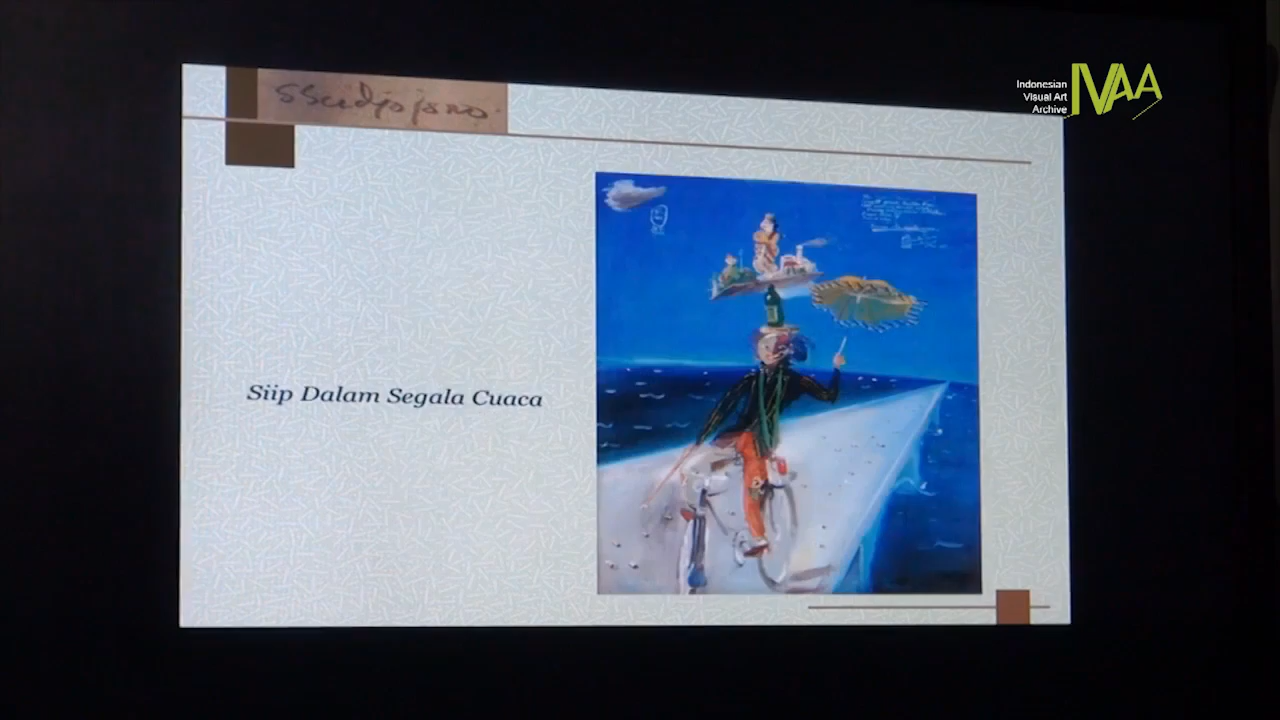 SSudjojono.
Indonesian
Visual Art
Archive
IVAA
Siip Dalam Segala Cuaca